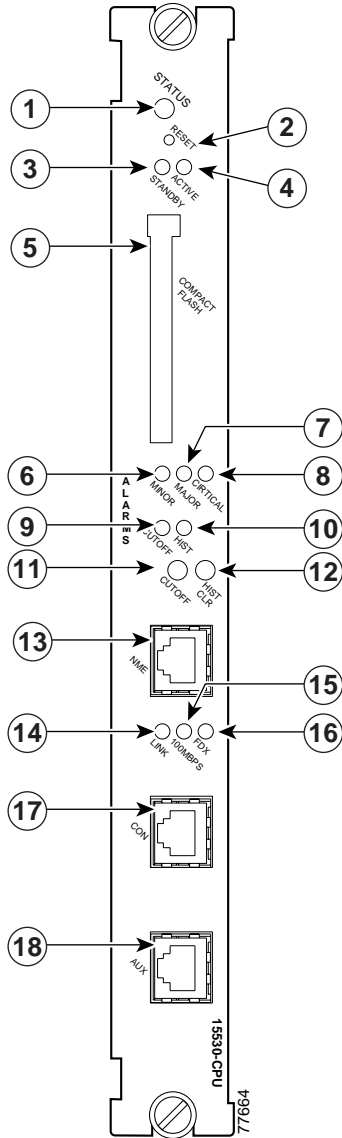 STATUS
1
RESET
2
3
STANDBY
ACTIVE
4
5
COMPACT
FLASH
7
6
ALARMS
MINOR
MAJOR
CIRTICAL
8
9
CUTOFF
HIST
10
11
CUTOFF
HIST
CLR
12
13
NME
15
14
LINK
100MBPS
FDX
16
17
CON
18
AUX
15530-CPU
77664